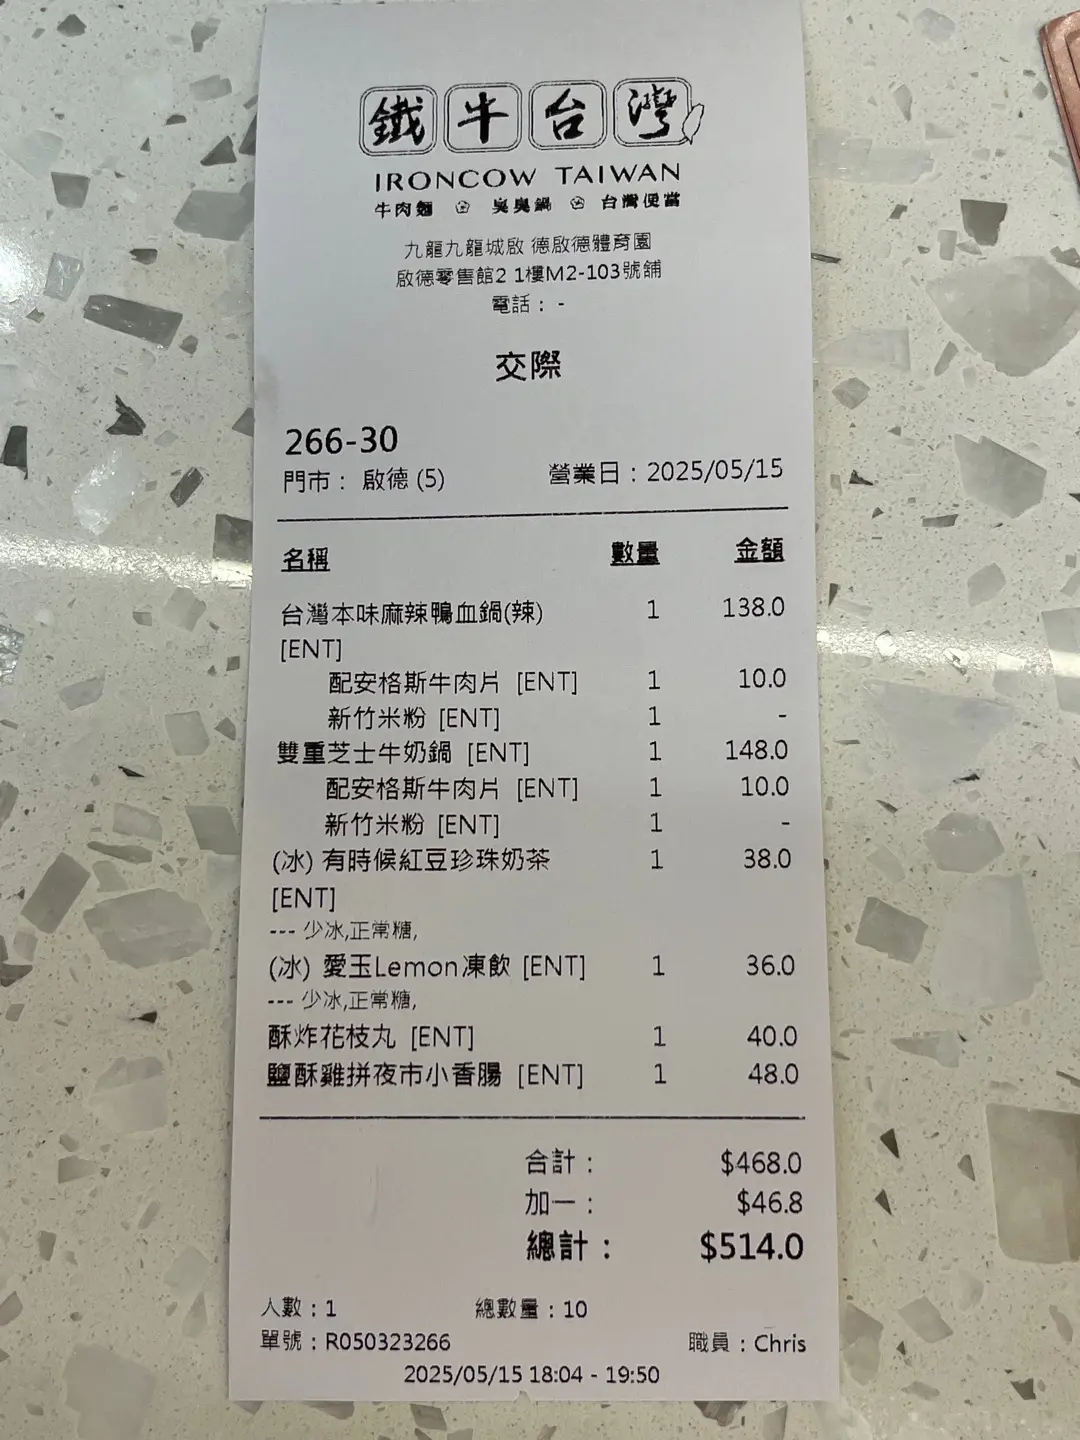 鐵牛台灣
IRONCOW TAIWAN
牛肉麵 臭臭鍋 台灣便當
九龍九龍城啟 德啟德體育園
啟德零售館2 1樓M2-103號舖
電話： -
交際
266-30
門市： 啟德 (5) 營業日：2025/05/15
名稱 數量 金額
台灣本味麻辣鴨血鍋(辣) 1 138.0
[ENT]
配安格斯牛肉片 [ENT] 1 10.0
新竹米粉 [ENT] 1 -
雙重芝士牛奶鍋 [ENT] 1 148.0
配安格斯牛肉片 [ENT] 1 10.0
新竹米粉 [ENT] 1 -
(冰) 有時候紅豆珍珠奶茶 1 38.0
[ENT]
--- 少冰,正常糖,
(冰) 愛玉Lemon凍飲 [ENT] 1 36.0
--- 少冰,正常糖,
酥炸花枝丸 [ENT] 1 40.0
鹽酥雞拼夜市小香腸 [ENT] 1 48.0
合計： $468.0
加一： $46.8
總計： $514.0
人數：1 總數量：10
單號：R050323266 職員：Chris
2025/05/15 18:04 - 19:50